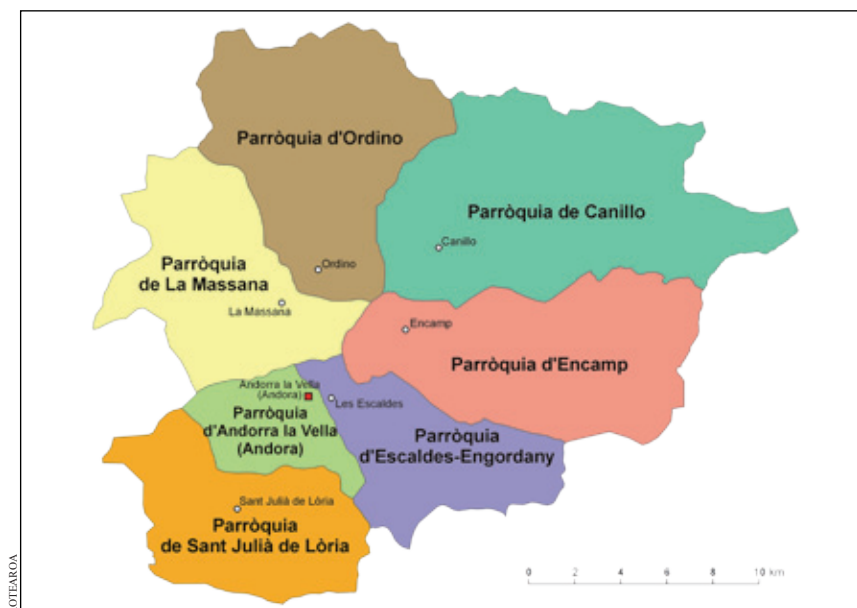 Parròquia d'Ordino
Parròquia de Canillo
Canillo
Ordino
Parròquia
de La Massana
La Massana
Encamp
Parròquia d'Encamp
Andorra la Vella
(Andora)
Les Escaldes
Parròquia
d'Andorra la Vella
(Andora)
Parròquia
d'Escaldes-Engordany
Sant Julià de Lòria
Parròquia
de Sant Julià de Lòria
0 2 4 6 8 10 km
OTEAROA